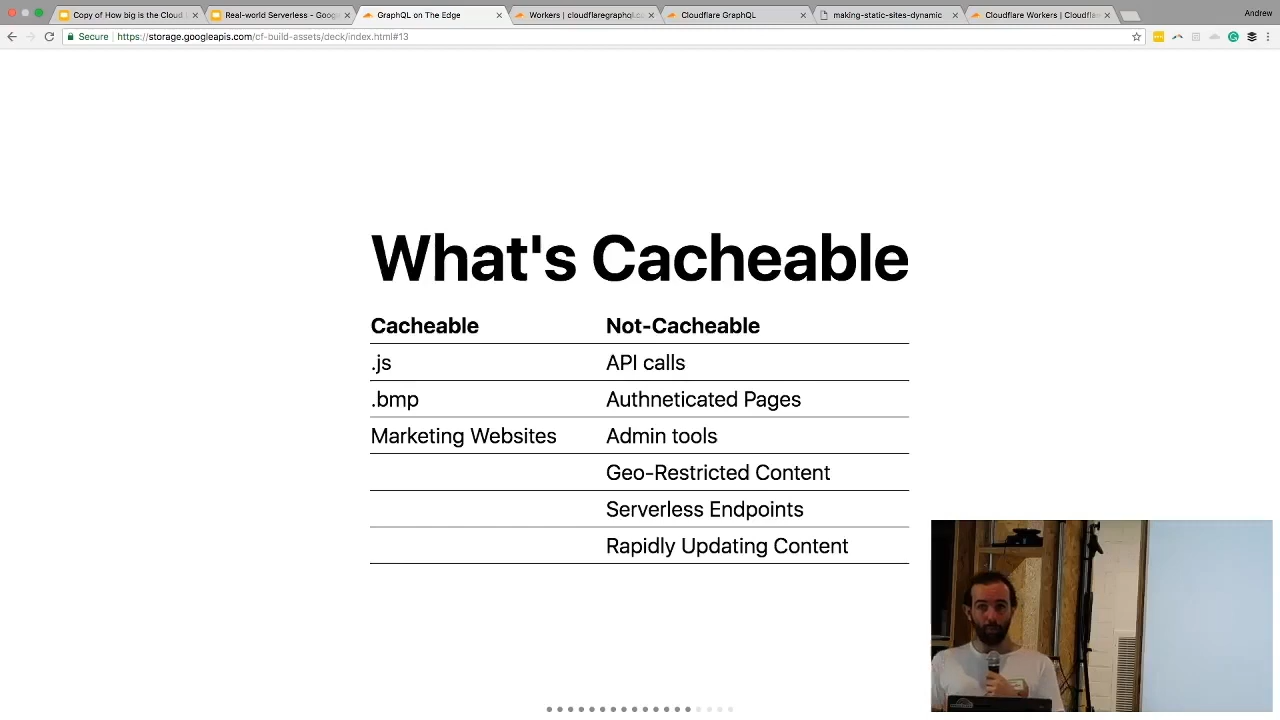 Copy of How big is the Cloud
Real-world Serverless - Goog
GraphQL on The Edge
Workers | cloudflaregraphql.c
Cloudflare GraphQL
making-static-sites-dynamic
Cloudflare Workers | Cloudfla
Andrew
Secure
https://storage.googleapis.com/cf-build-assets/deck/index.html#13
What's Cacheable
Cacheable Not-Cacheable
.js API calls
.bmp Authneticated Pages
Marketing Websites Admin tools
Geo-Restricted Content
Serverless Endpoints
Rapidly Updating Content